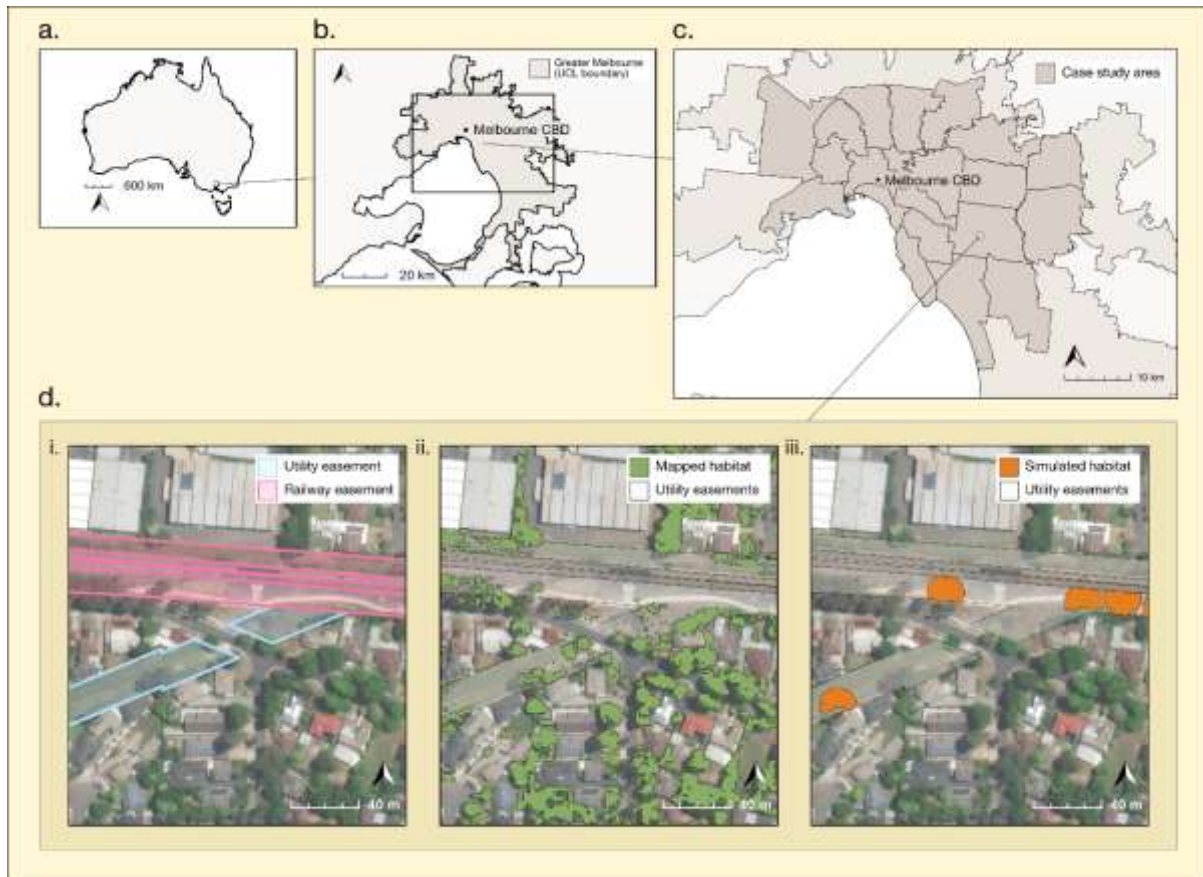 a.
600 km
b.
Greater Melbourne
(UCL boundary)
Melbourne CBD
20 km
c.
Case study area
Melbourne CBD
10 km
d.
i.
Utility easement
Railway easement
40 m
ii.
Mapped habitat
Utility easements
40 m
iii.
Simulated habitat
Utility easements
40 m